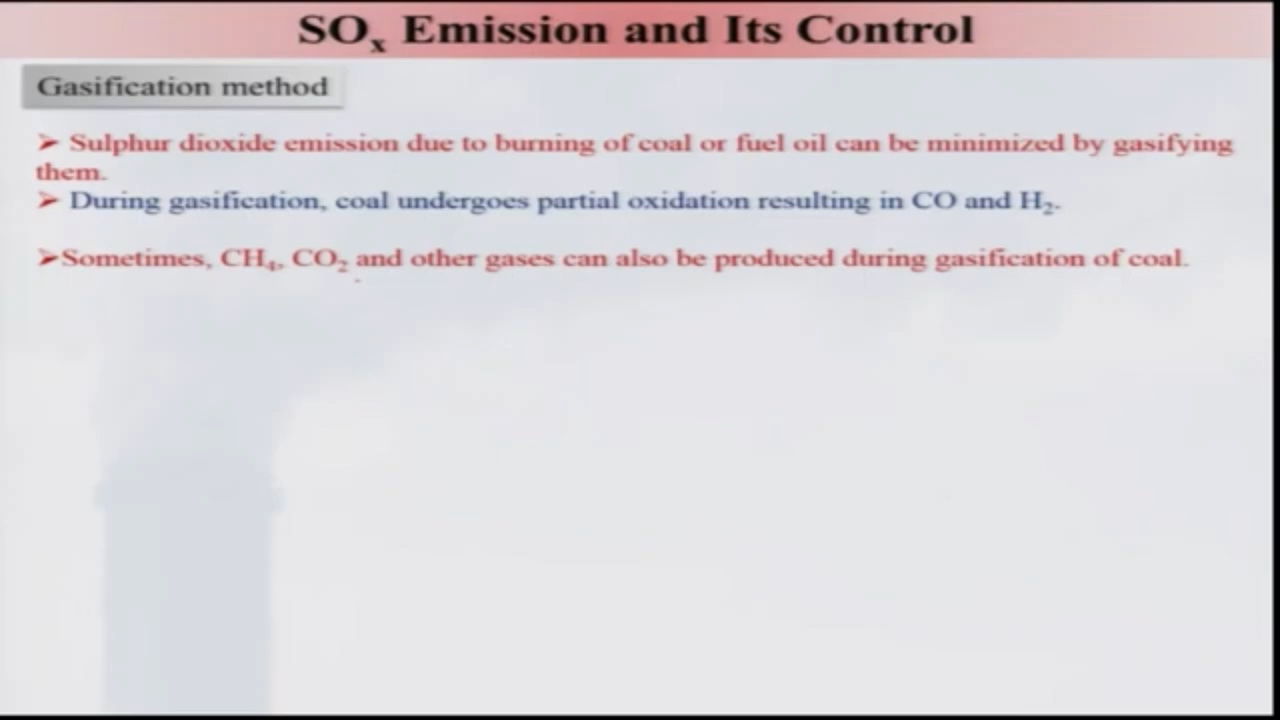 SOₓ Emission and Its Control
Gasification method
➢ Sulphur dioxide emission due to burning of coal or fuel oil can be minimized by gasifying
them.
➢ During gasification, coal undergoes partial oxidation resulting in CO and H₂.
➢Sometimes, CH₄, CO₂ and other gases can also be produced during gasification of coal.